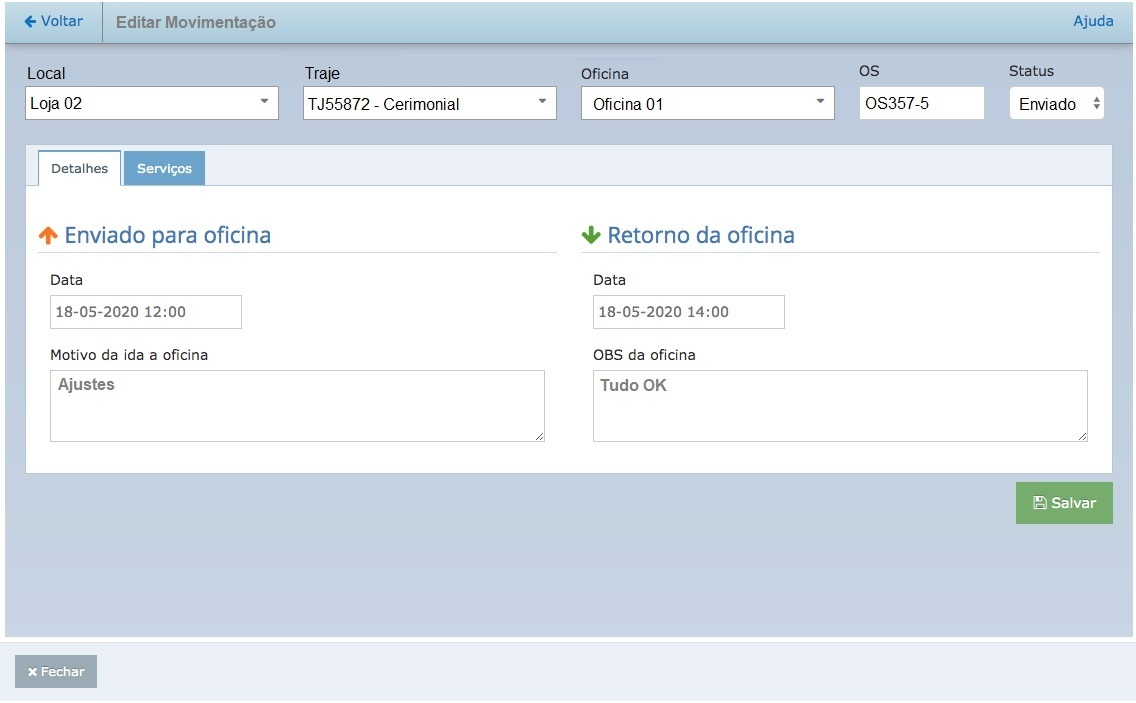 Voltar
Editar Movimentação
Ajuda
Local
Traje
Oficina
OS
Status
Loja 02
TJ55872 - Cerimonial
Oficina 01
OS357-5
Enviado
Detalhes
Serviços
Enviado para oficina
Retorno da oficina
Data
Data
18-05-2020 12:00
18-05-2020 14:00
Motivo da ida a oficina
OBS da oficina
Ajustes
Tudo OK
Salvar
Fechar